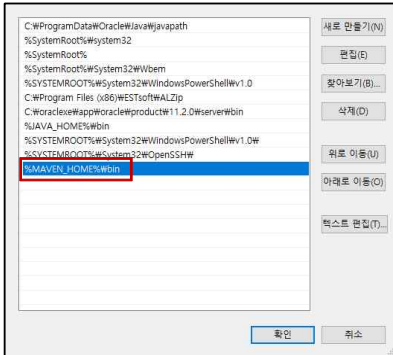 C:₩ProgramData₩Oracle₩Java₩javapath
%SystemRoot%₩system32
%SystemRoot%
%SystemRoot%₩System32₩Wbem
%SYSTEMROOT%₩System32₩WindowsPowerShell₩v1.0
C:₩Program Files (x86)₩ESTsoft₩ALZip
C:₩oraclexe₩app₩oracle₩product₩11.2.0₩server₩bin
%JAVA_HOME%₩bin
%SYSTEMROOT%₩System32₩WindowsPowerShell₩v1.0₩
%SYSTEMROOT%₩System32₩OpenSSH₩
%MAVEN_HOME%₩bin
새로 만들기(N)
편집(E)
찾아보기(B)...
삭제(D)
위로 이동(U)
아래로 이동(O)
텍스트 편집(T)...
확인
취소